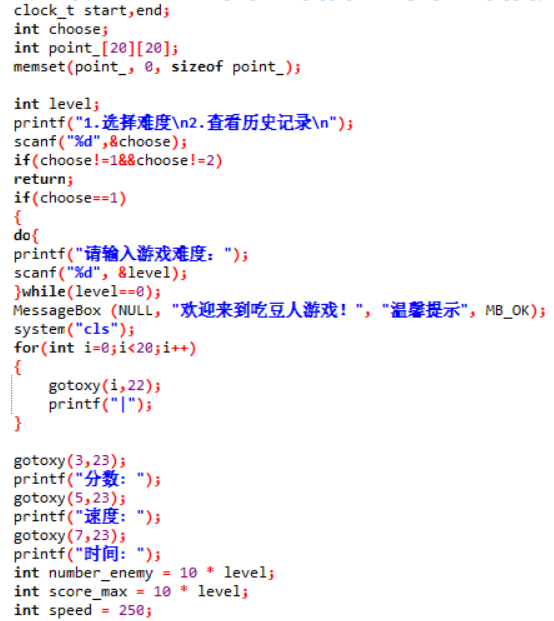 clock_t start,end;
int choose;
int point_[20][20];
memset(point_, 0, sizeof point_);
int level;
printf("1.选择难度\n2.查看历史记录\n");
scanf("%d",&choose);
if(choose!=1&&choose!=2)
return;
if(choose==1)
{
do{
printf("请输入游戏难度: ");
scanf("%d", &level);
}while(level==0);
MessageBox (NULL, "欢迎来到吃豆人游戏! ", "温馨提示", MB_OK);
system("cls");
for(int i=0;i<20;i++)
{
gotoxy(i,22);
printf("|");
}
gotoxy(3,23);
printf("分数: ");
gotoxy(5,23);
printf("速度: ");
gotoxy(7,23);
printf("时间: ");
int number_enemy = 10 * level;
int score_max = 10 * level;
int speed = 250;